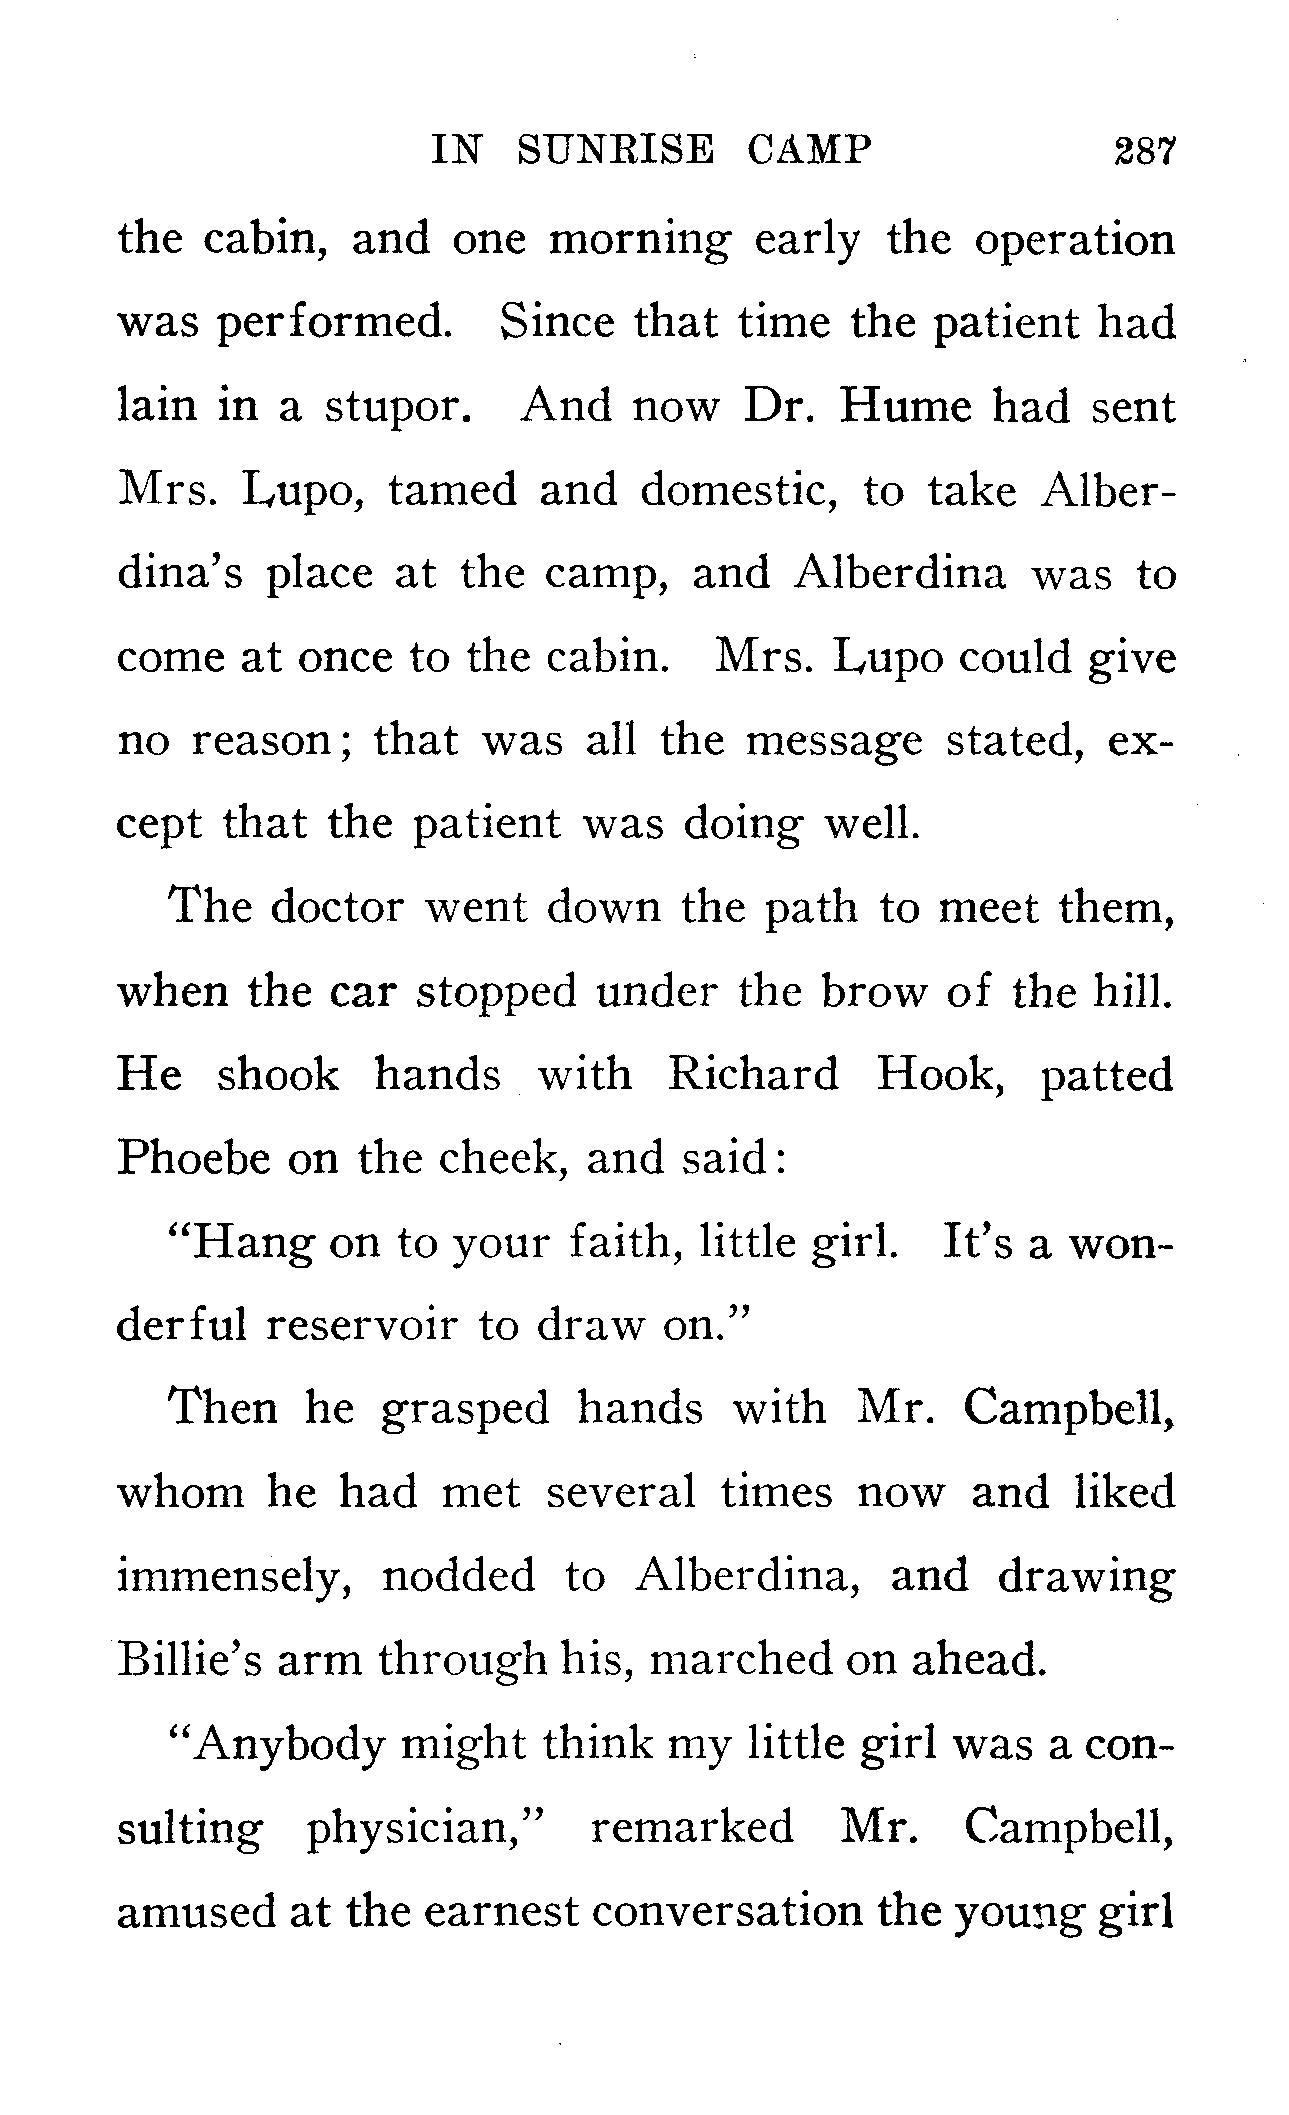 IN SUNRISE CAMP 287
the cabin, and one morning early the operation
was performed. Since that time the patient had
lain in a stupor. And now Dr. Hume had sent
Mrs. Lupo, tamed and domestic, to take Alber-
dina's place at the camp, and Alberdina was to
come at once to the cabin. Mrs. Lupo could give
no reason; that was all the message stated, ex-
cept that the patient was doing well.
The doctor went down the path to meet them,
when the car stopped under the brow of the hill.
He shook hands with Richard Hook, patted
Phoebe on the cheek, and said:
"Hang on to your faith, little girl. It's a won-
derful reservoir to draw on."
Then he grasped hands with Mr. Campbell,
whom he had met several times now and liked
immensely, nodded to Alberdina, and drawing
Billie's arm through his, marched on ahead.
"Anybody might think my little girl was a con-
sulting physician," remarked Mr. Campbell,
amused at the earnest conversation the young girl